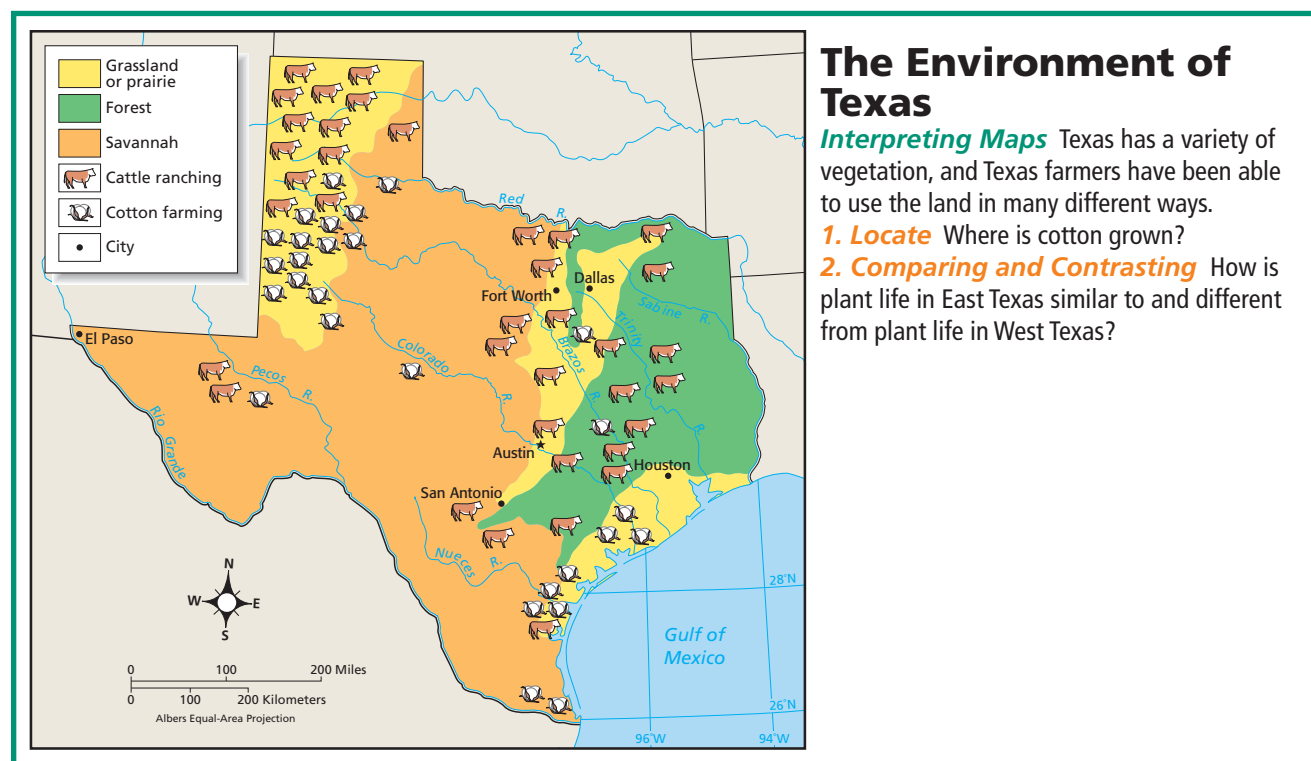 Grassland
or prairie
Forest
Savannah
Cattle ranching
Cotton farming
City
Red R.
Fort Worth
Dallas
Sabine R.
Trinity R.
Brazos R.
El Paso
Colorado R.
Pecos R.
Rio Grande
Austin
Houston
San Antonio
Nueces R.
N
W E
S
28°N
Gulf of
Mexico
0 100 200 Miles
0 100 200 Kilometers
Albers Equal-Area Projection
26°N
96°W 94°W
The Environment of
Texas
Interpreting Maps Texas has a variety of
vegetation, and Texas farmers have been able
to use the land in many different ways.
1. Locate Where is cotton grown?
2. Comparing and Contrasting How is
plant life in East Texas similar to and different
from plant life in West Texas?